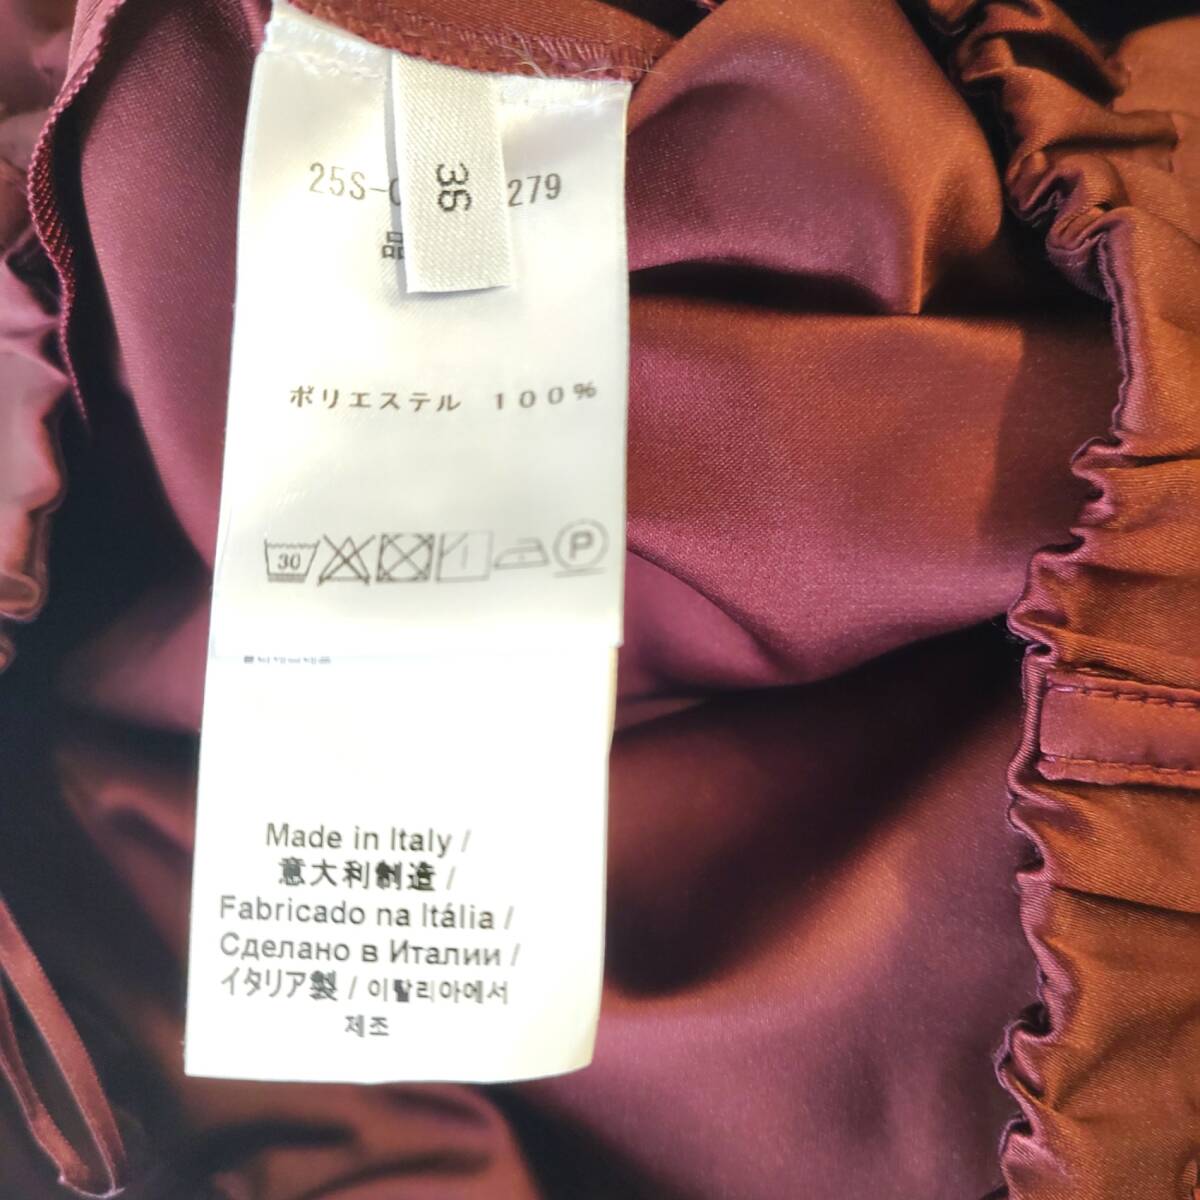 36
279
ポリエステル 100%
30
P
Made in Italy /
意大利制造 /
Fabricado na Itália /
Сделано в Италии /
イタリア製 / 이탈리아에서
제조